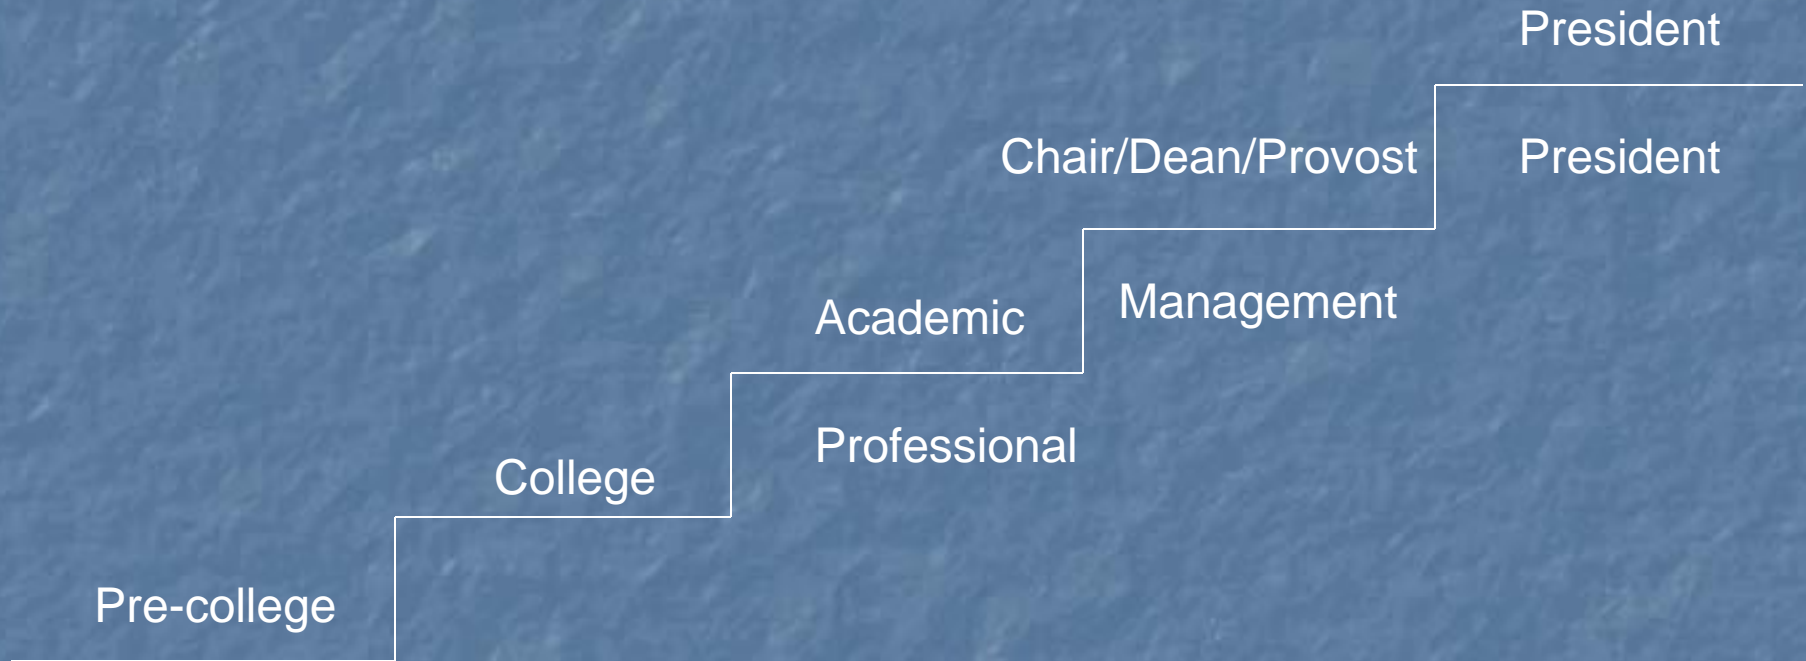 President
Chair/Dean/Provost
President
Management
Academic
Professional
College
Pre-college